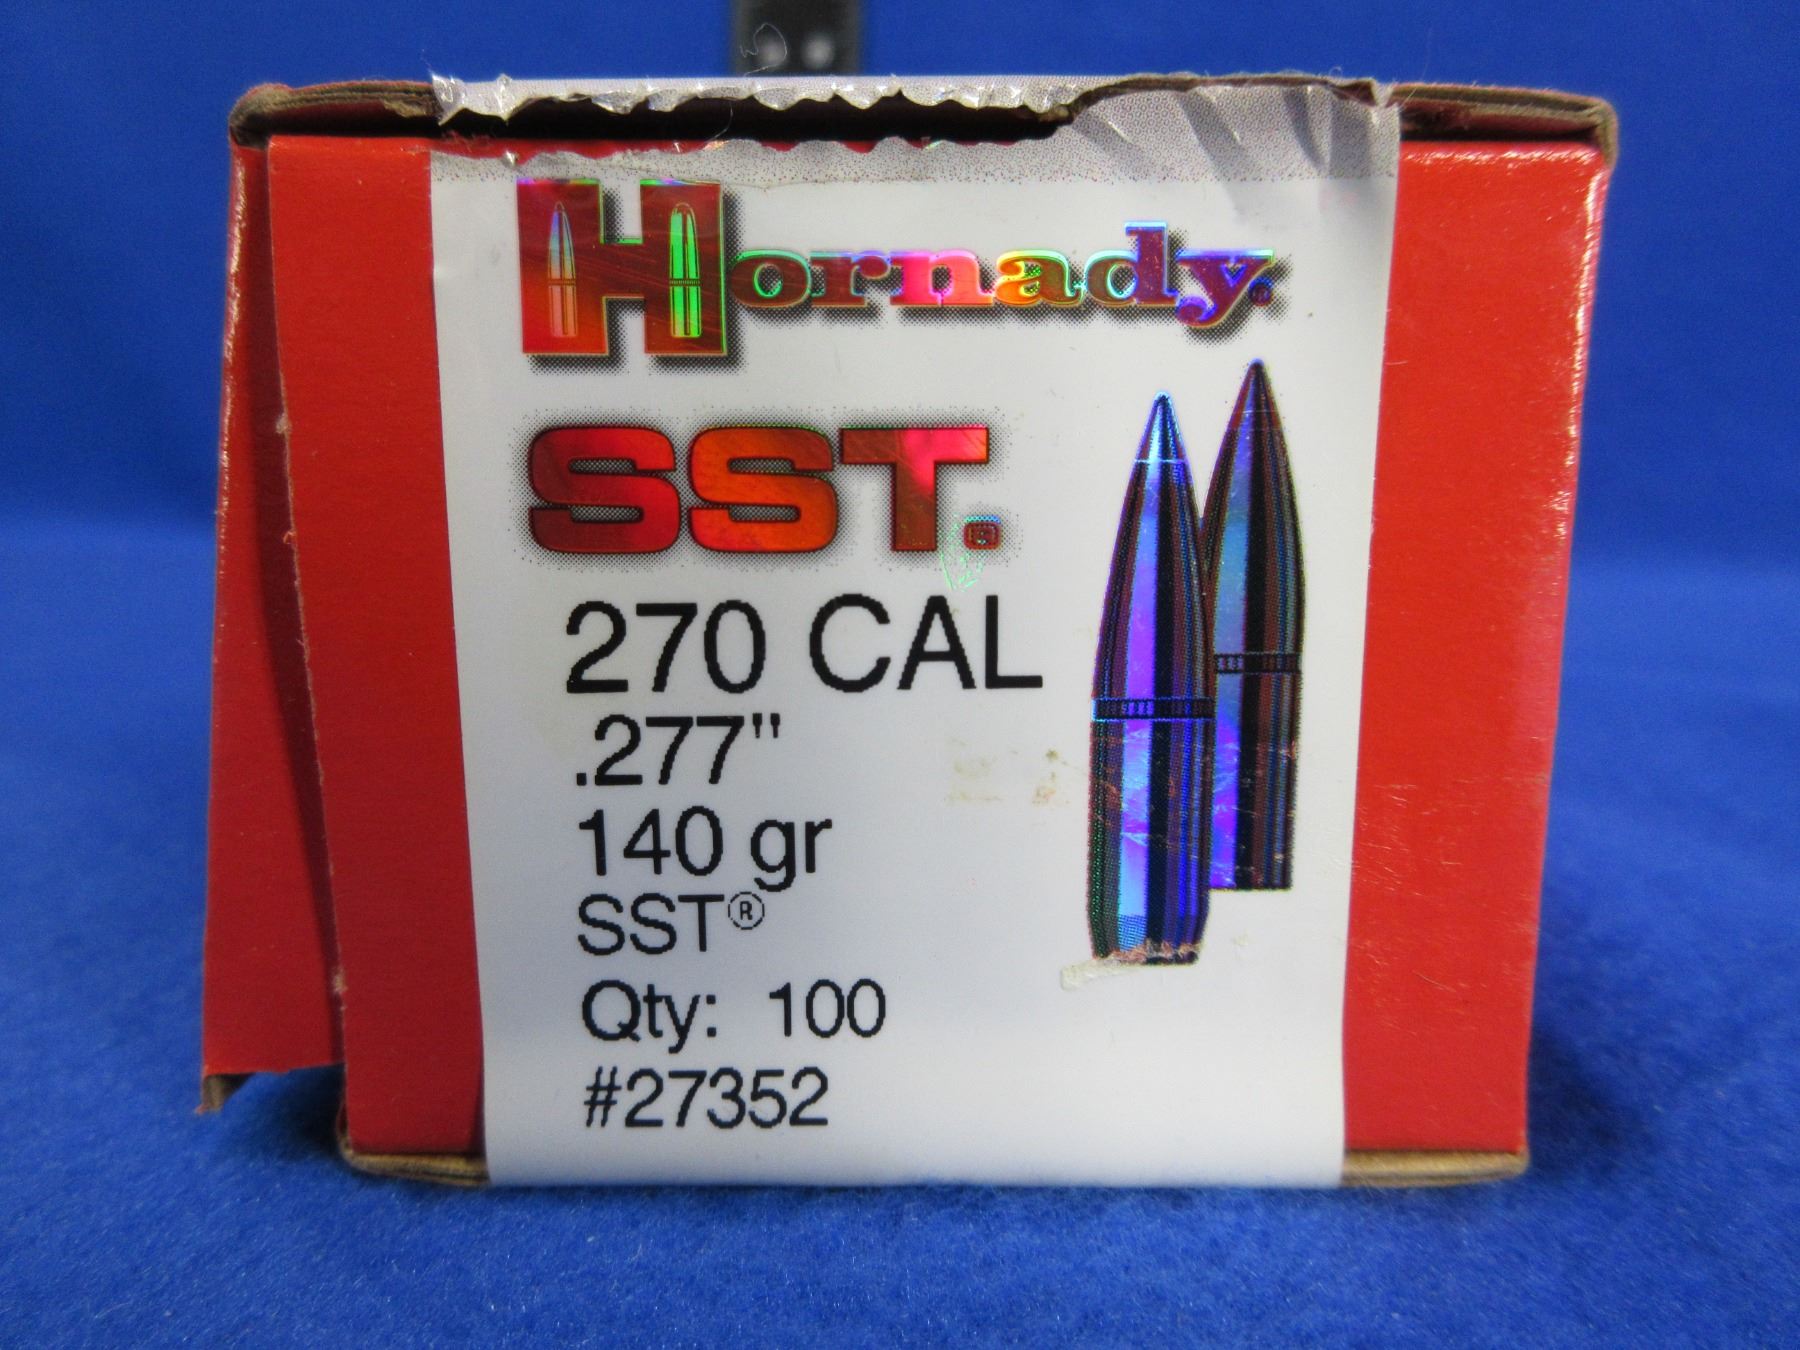 Hornady.
SST.®
270 CAL
.277"
140 gr
SST®
Qty: 100
#27352